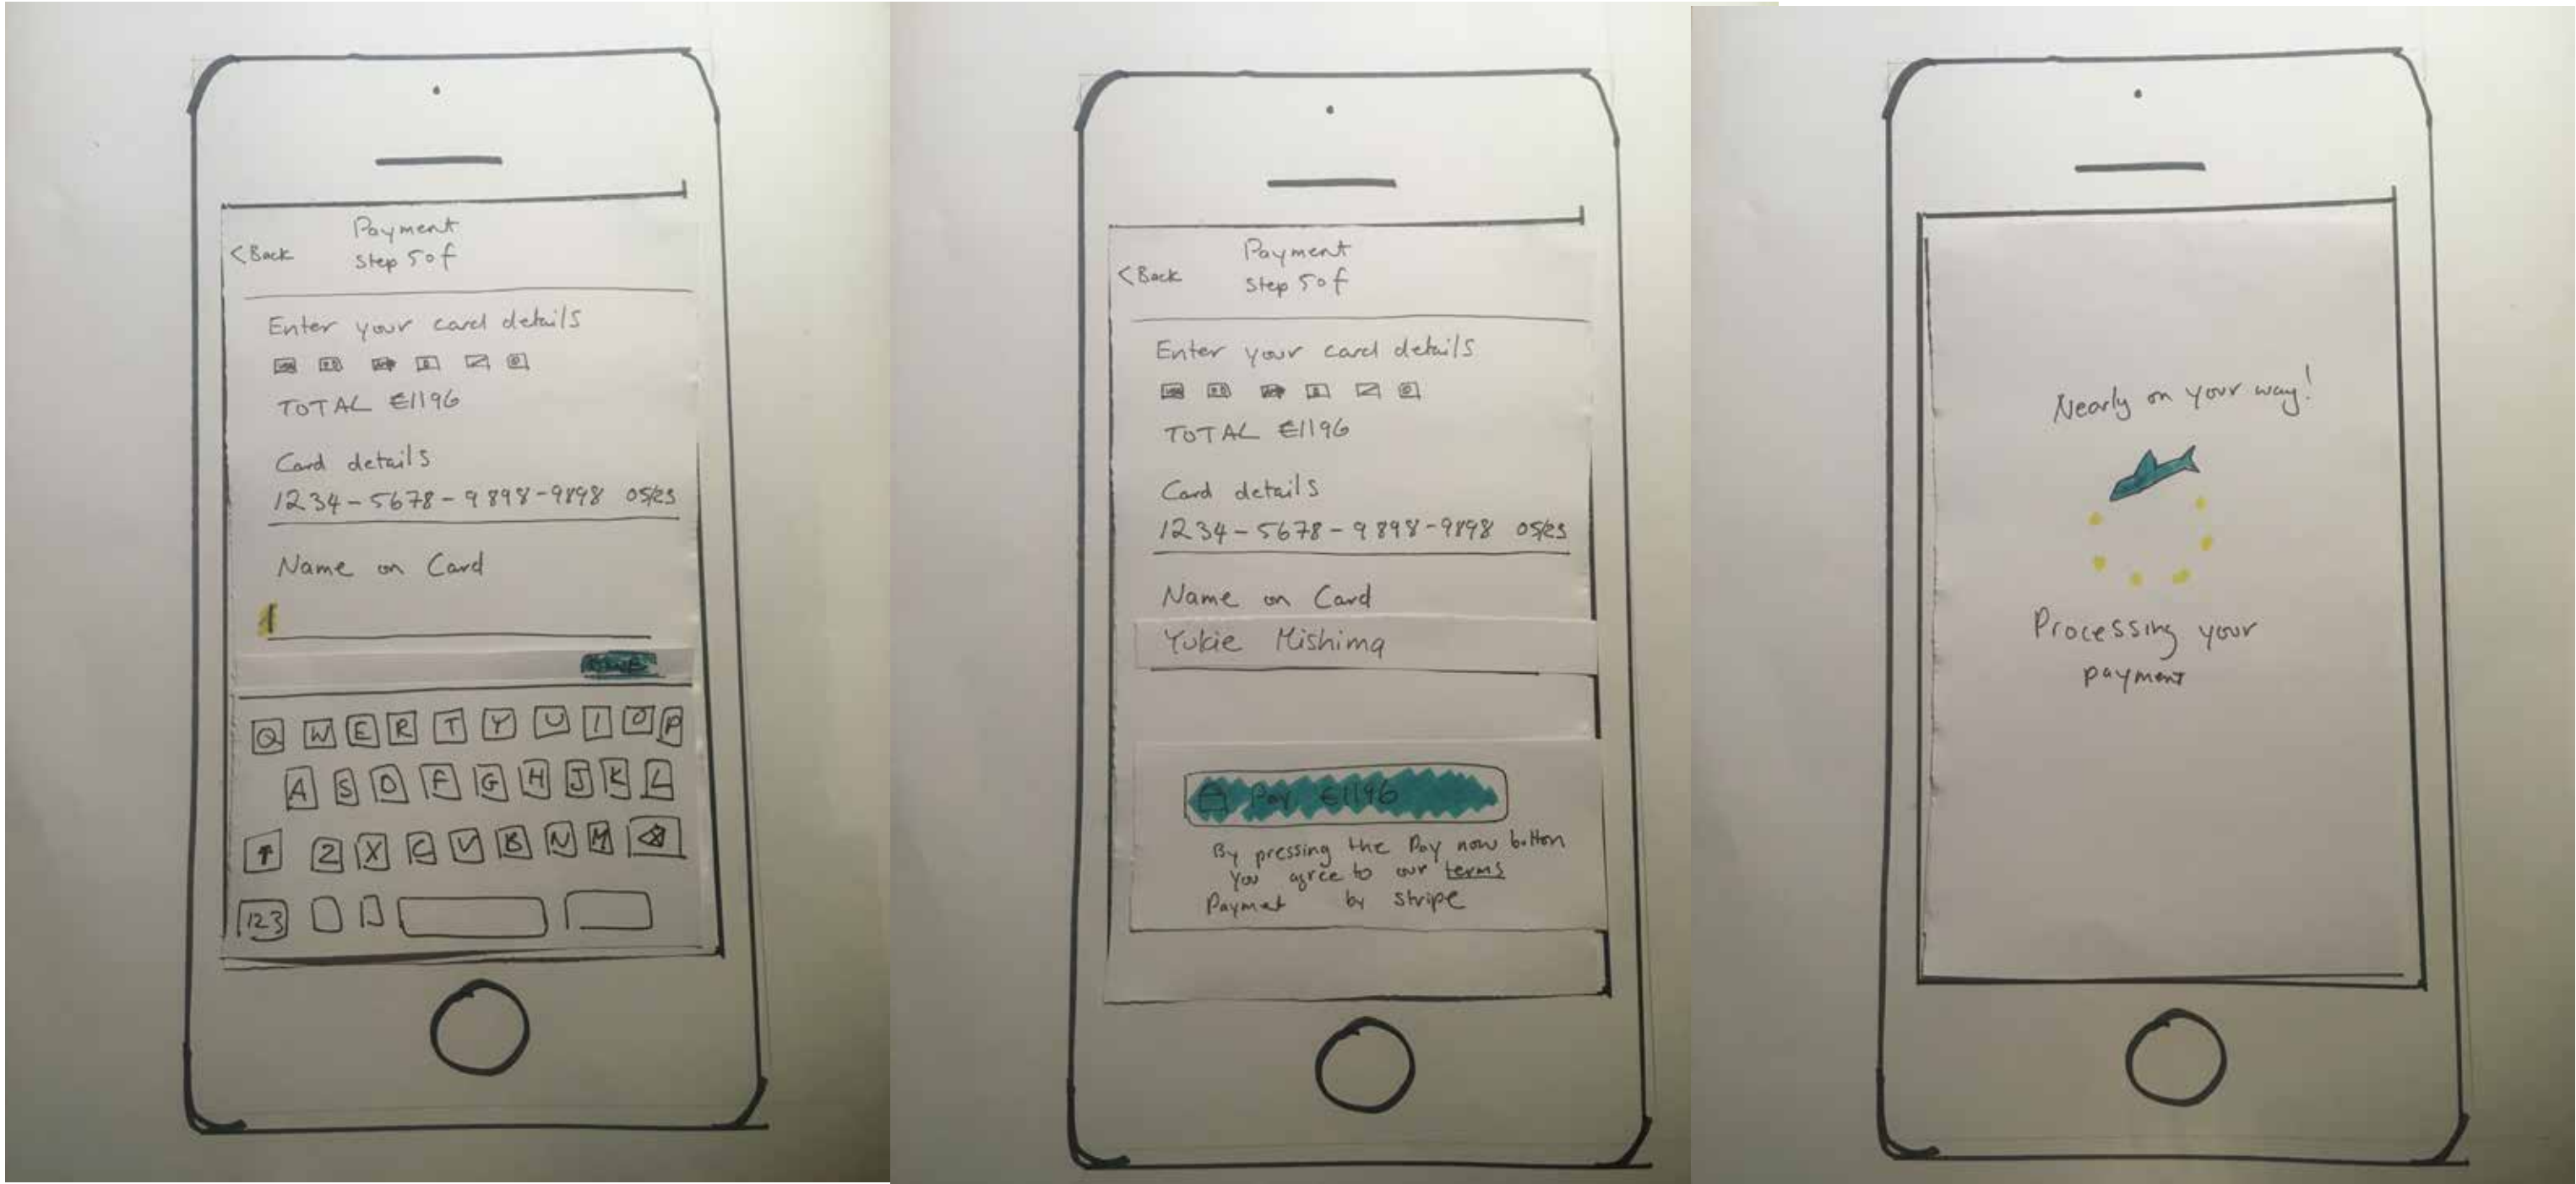 Payment
< Back
Step 5 of
Enter your card details
TOTAL €1196
Card details
1234-5678-9898-9898 05/23
Name on Card
Q W E R T Y U I O P
A S D F G H J K L
Z X C V B N M
123
Payment
< Back
Step 5 of
Enter your card details
TOTAL €1196
Card details
1234-5678-9898-9898 05/23
Name on Card
Yukie Mishima
Pay €1196
By pressing the Pay now button
you agree to our terms
Paymet by stripe
Nearly on your way!
Processing your
payment